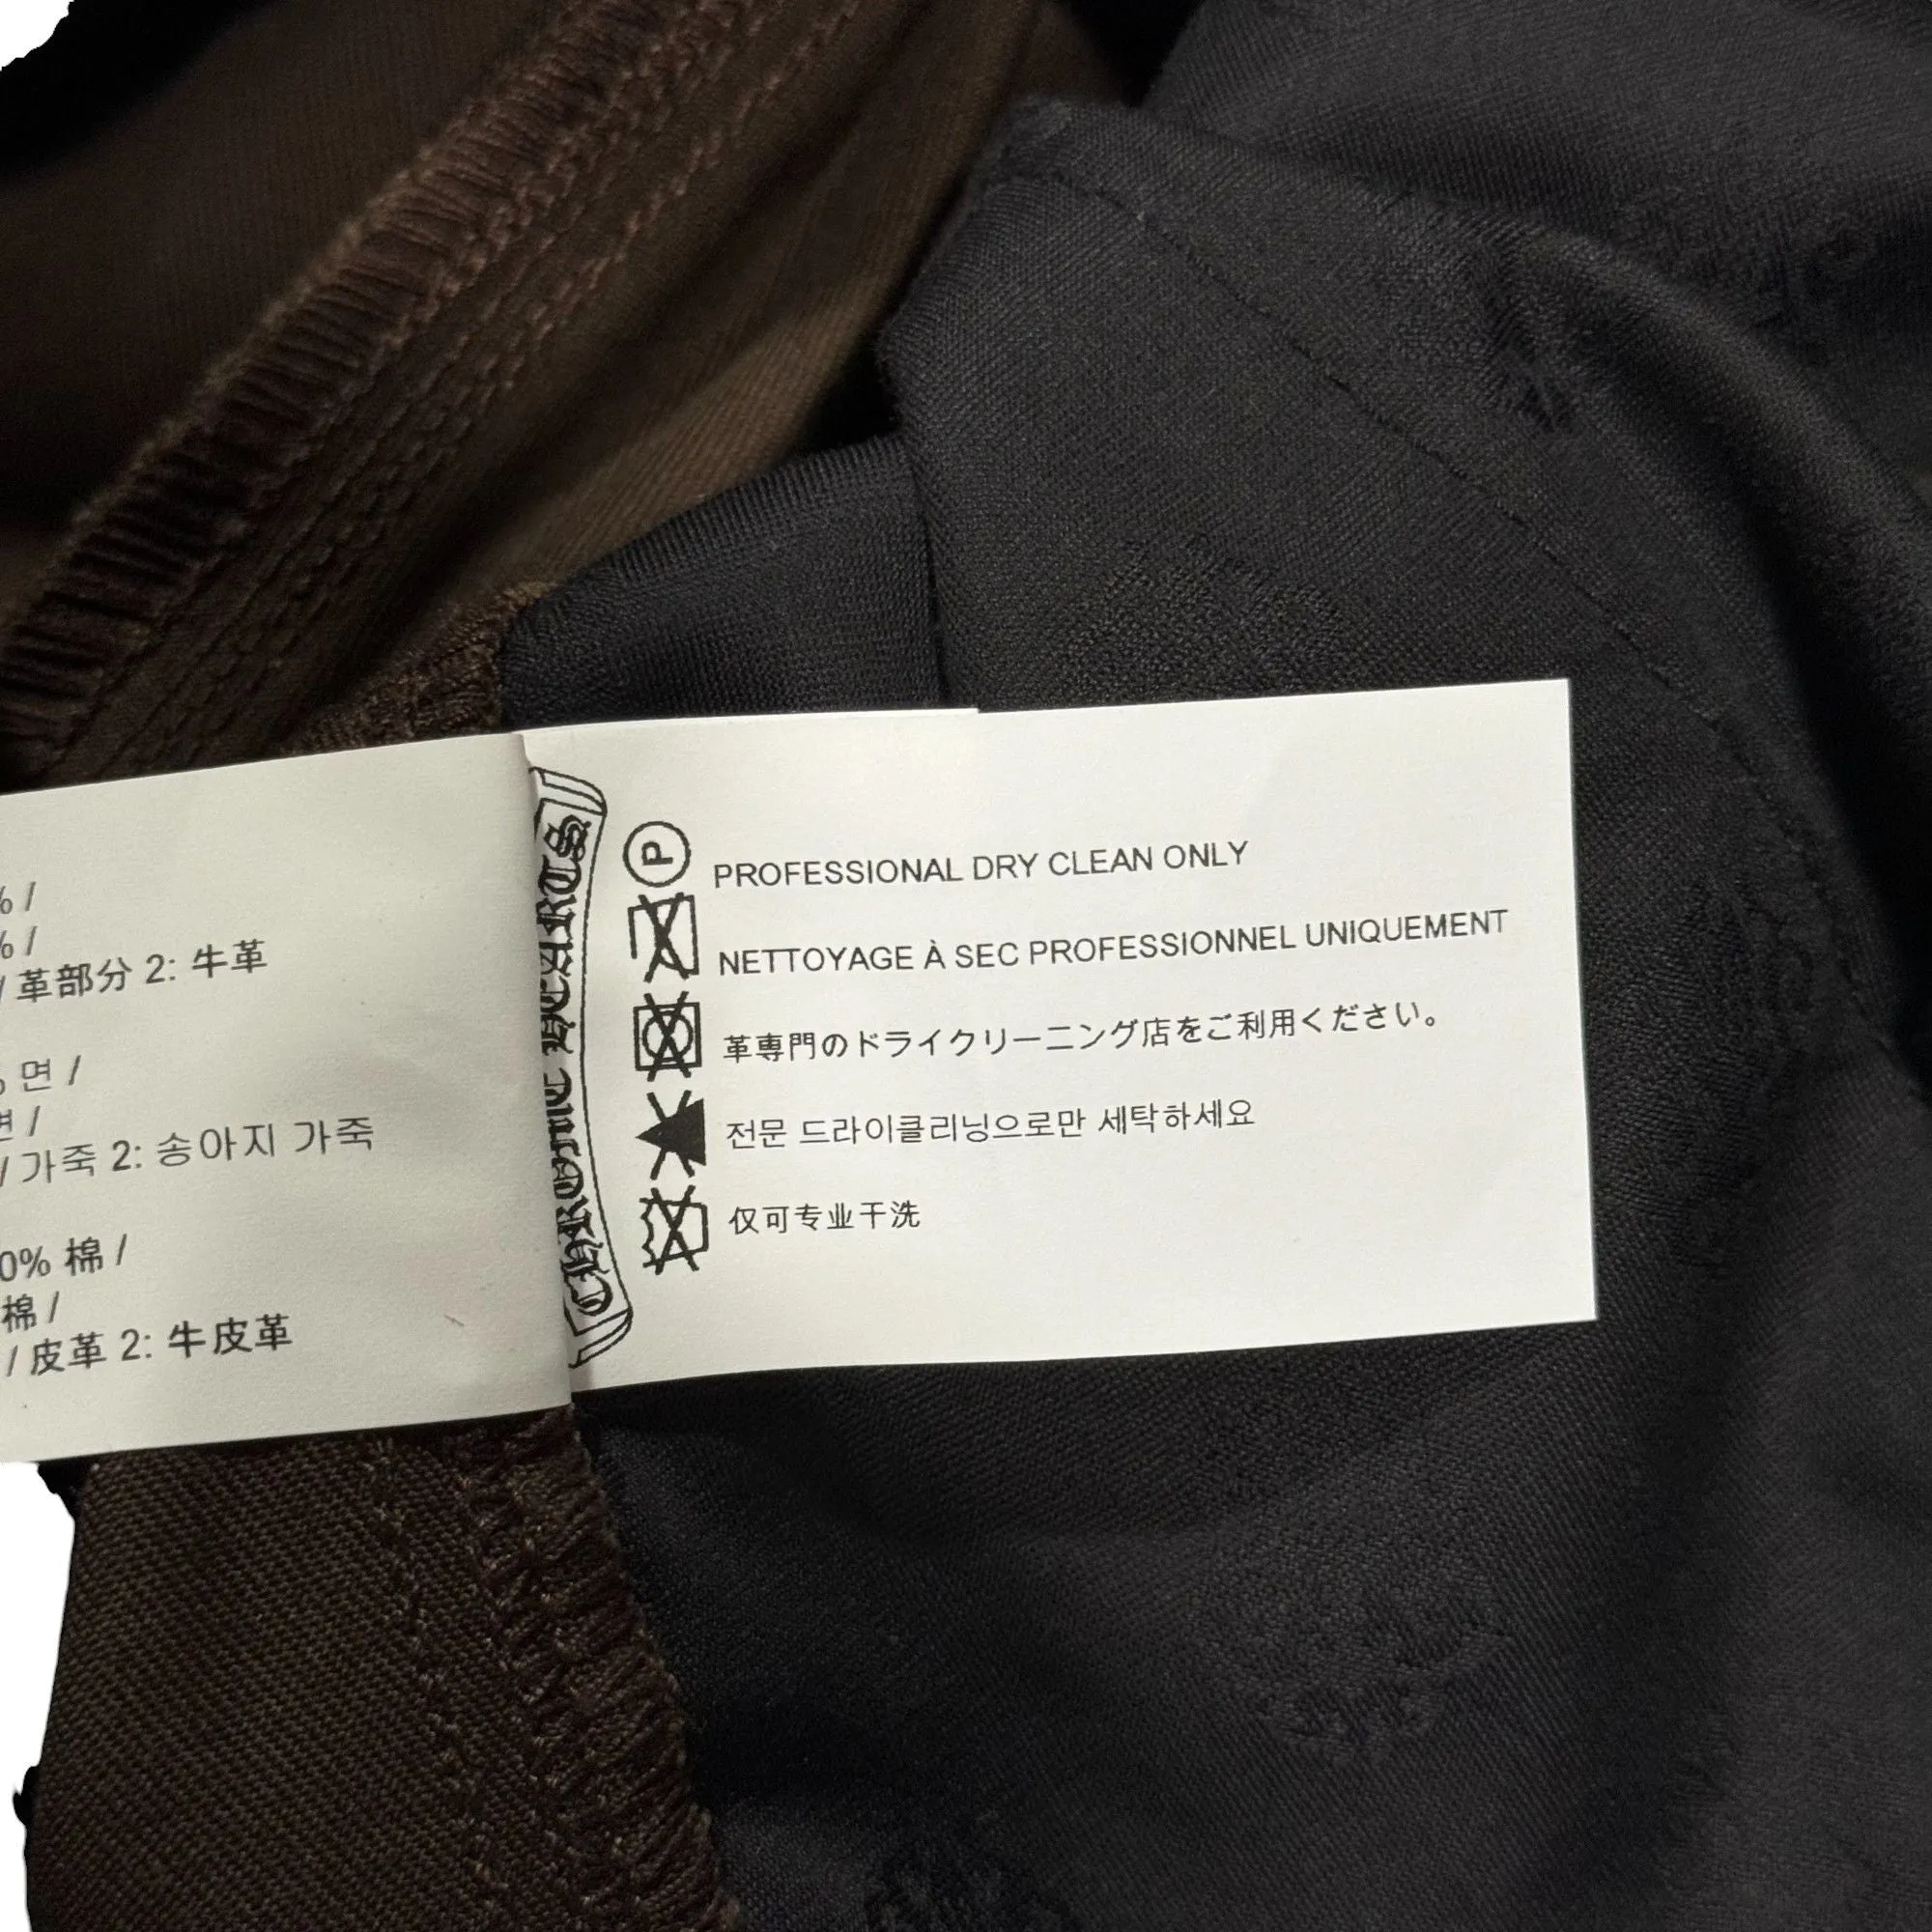 % /
% /
/ 革部分 2: 牛革
% 면 /
면 /
/ 가죽 2: 송아지 가죽
0% 棉 /
棉 /
/ 皮革 2: 牛皮革
CHROME HEARTS
P
PROFESSIONAL DRY CLEAN ONLY
NETTOYAGE À SEC PROFESSIONNEL UNIQUEMENT
革専門のドライクリーニング店をご利用ください。
전문 드라이클리닝으로만 세탁하세요
仅可专业干洗